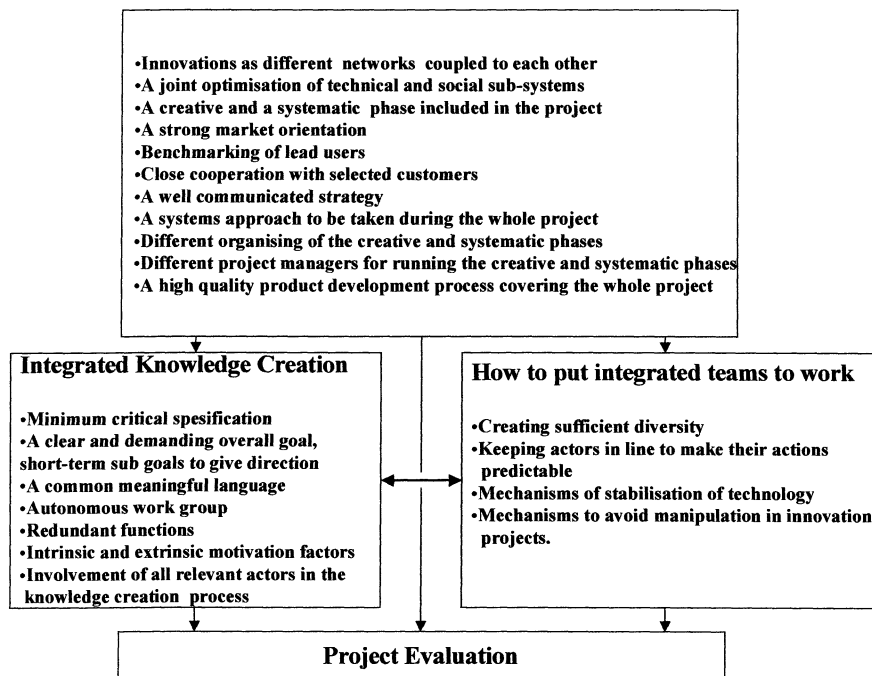 •Innovations as different networks coupled to each other
•A joint optimisation of technical and social sub-systems
•A creative and a systematic phase included in the project
•A strong market orientation
•Benchmarking of lead users
•Close cooperation with selected customers
•A well communicated strategy
•A systems approach to be taken during the whole project
•Different organising of the creative and systematic phases
•Different project managers for running the creative and systematic phases
•A high quality product development process covering the whole project
Integrated Knowledge Creation
•Minimum critical spesification
•A clear and demanding overall goal,
short-term sub goals to give direction
•A common meaningful language
•Autonomous work group
•Redundant functions
•Intrinsic and extrinsic motivation factors
•Involvement of all relevant actors in the
knowledge creation process
How to put integrated teams to work
•Creating sufficient diversity
•Keeping actors in line to make their actions
predictable
•Mechanisms of stabilisation of technology
•Mechanisms to avoid manipulation in innovation
projects.
Project Evaluation